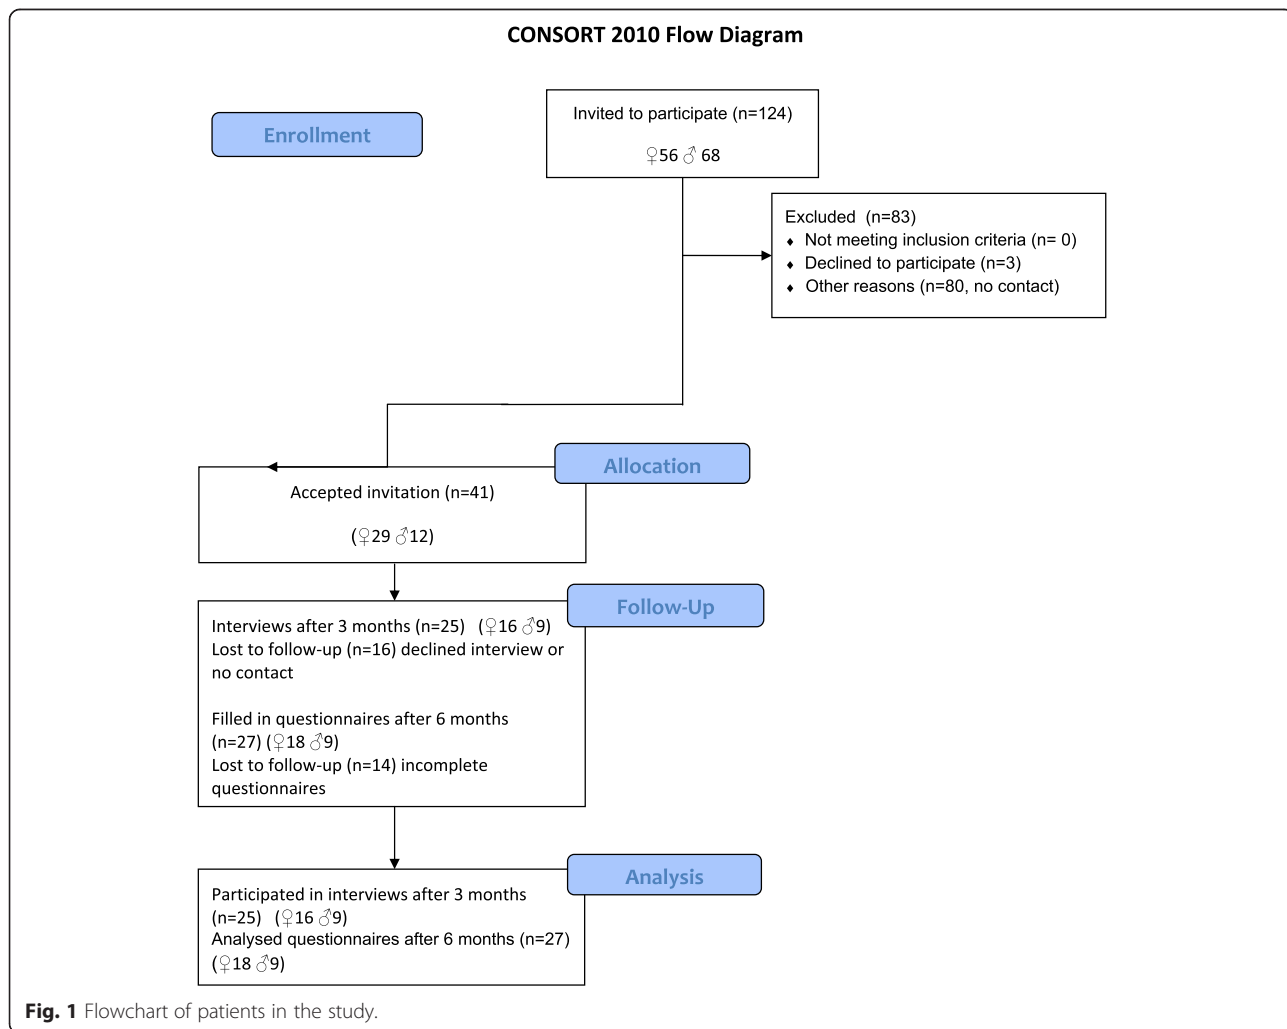 CONSORT 2010 Flow Diagram
Enrollment
Invited to participate (n=124)
♀56 ♂ 68
Excluded (n=83)
♦ Not meeting inclusion criteria (n= 0)
♦ Declined to participate (n=3)
♦ Other reasons (n=80, no contact)
Allocation
Accepted invitation (n=41)
(♀29 ♂12)
Follow-Up
Interviews after 3 months (n=25) (♀16 ♂9)
Lost to follow-up (n=16) declined interview or
no contact
Filled in questionnaires after 6 months
(n=27) (♀18 ♂9)
Lost to follow-up (n=14) incomplete
questionnaires
Analysis
Participated in interviews after 3 months
(n=25) (♀16 ♂9)
Analysed questionnaires after 6 months (n=27)
(♀18 ♂9)
Fig. 1 Flowchart of patients in the study.